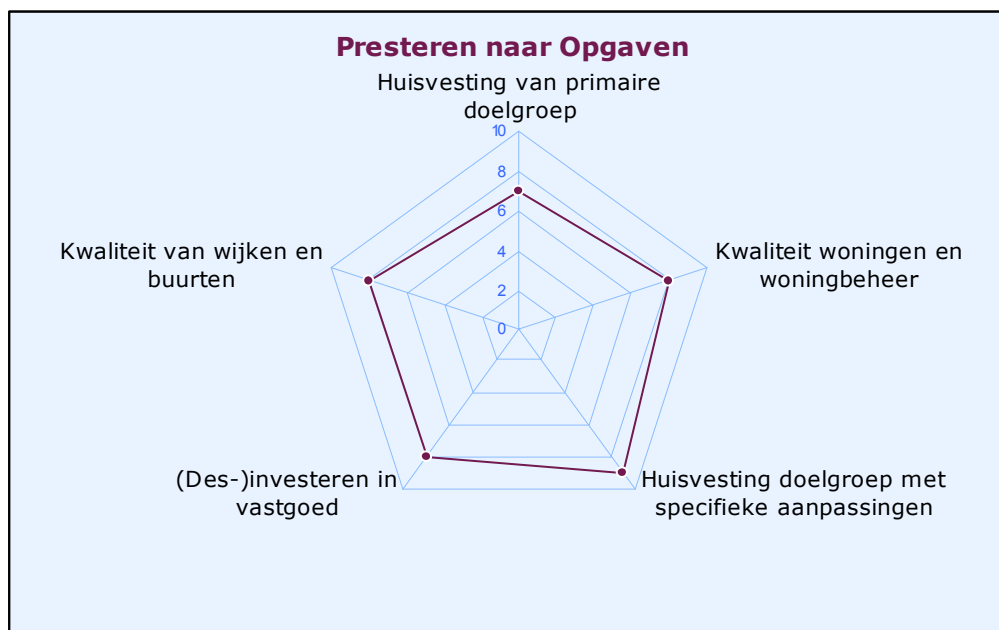 Presteren naar Opgaven
Huisvesting van primaire
doelgroep
10
8
6
4
2
0
Kwaliteit van wijken en
buurten
Kwaliteit woningen en
woningbeheer
(Des-)investeren in
vastgoed
Huisvesting doelgroep met
specifieke aanpassingen